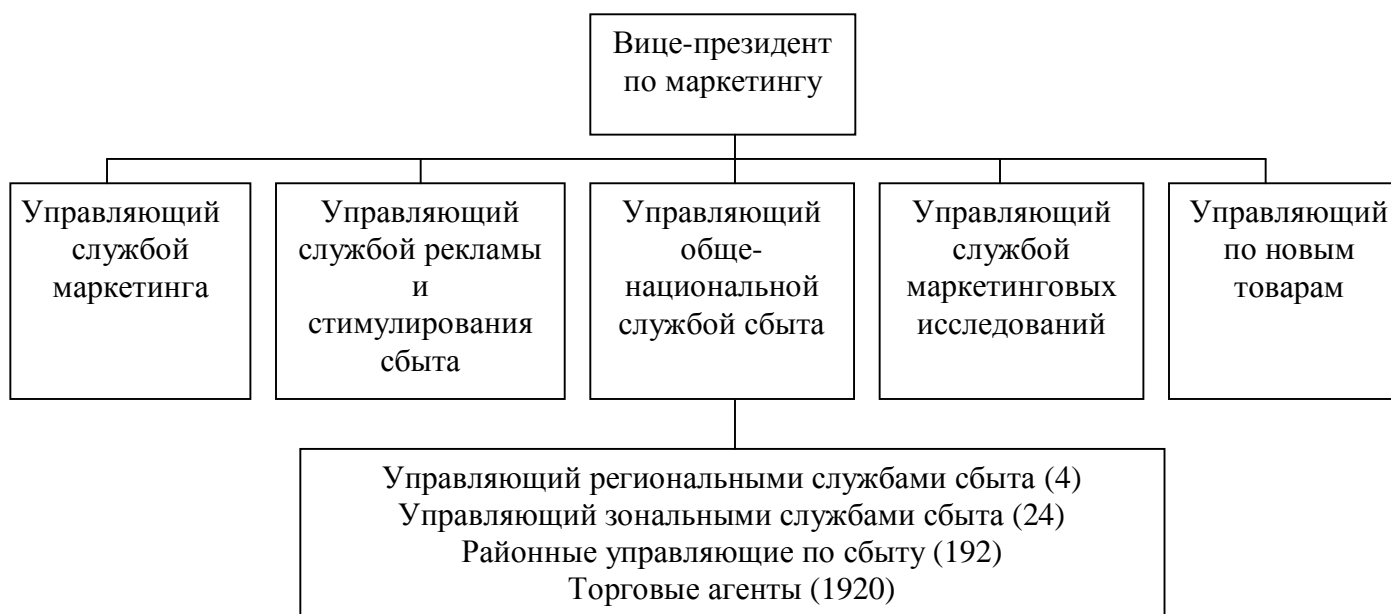 Вице-президент
по маркетингу
Управляющий
службой
маркетинга
Управляющий
службой рекламы
и
стимулирования
сбыта
Управляющий
обще-
национальной
службой сбыта
Управляющий
службой
маркетинговых
исследований
Управляющий
по новым
товарам
Управляющий региональными службами сбыта (4)
Управляющий зональными службами сбыта (24)
Районные управляющие по сбыту (192)
Торговые агенты (1920)